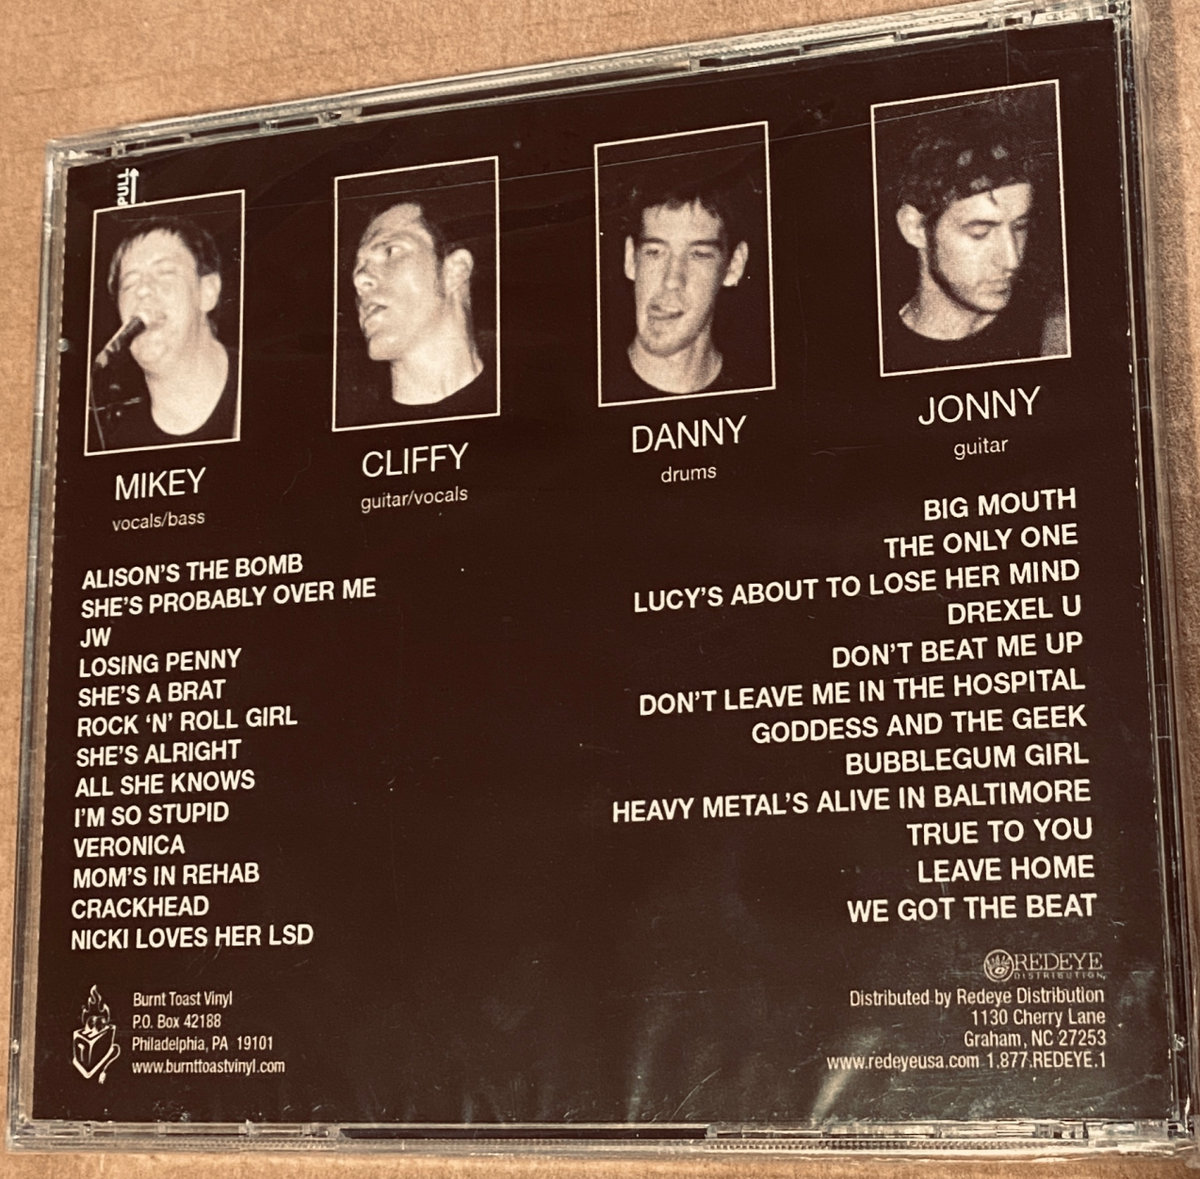 PULL
MIKEY
vocals/bass
CLIFFY
guitar/vocals
DANNY
drums
JONNY
guitar
ALISON'S THE BOMB
SHE'S PROBABLY OVER ME
JW
LOSING PENNY
SHE'S A BRAT
ROCK 'N' ROLL GIRL
SHE'S ALRIGHT
ALL SHE KNOWS
I'M SO STUPID
VERONICA
MOM'S IN REHAB
CRACKHEAD
NICKI LOVES HER LSD
BIG MOUTH
THE ONLY ONE
LUCY'S ABOUT TO LOSE HER MIND
DREXEL U
DON'T BEAT ME UP
DON'T LEAVE ME IN THE HOSPITAL
GODDESS AND THE GEEK
BUBBLEGUM GIRL
HEAVY METAL'S ALIVE IN BALTIMORE
TRUE TO YOU
LEAVE HOME
WE GOT THE BEAT
Burnt Toast Vinyl
P.O. Box 42188
Philadelphia, PA 19101
www.burnttoastvinyl.com
REDEYE
DISTRIBUTION
Distributed by Redeye Distribution
1130 Cherry Lane
Graham, NC 27253
www.redeyeusa.com 1.877.REDEYE.1